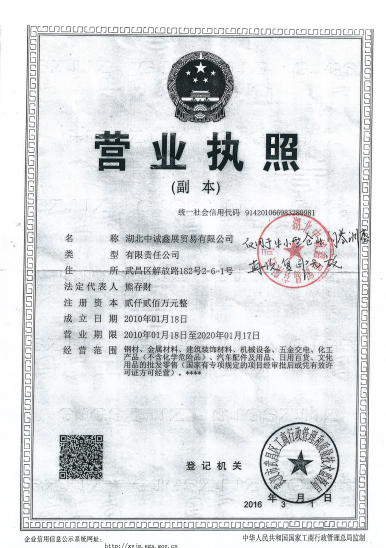 营业执照
(副 本)
统一社会信用代码 914201066983289981
名 称 湖北中诚鑫展贸易有限公司
类 型 有限责任公司
住 所 武昌区解放路182号2-6-1号
法定代表人 熊存财
注册资本 贰仟贰佰万元整
成立日期 2010年01月18日
营业期限 2010年01月18日至2020年01月17日
经营范围 钢材、金属材料、建筑装饰材料、机械设备、五金交电、化工
产品(不含化学危险品)、汽车配件及用品、日用百货、文化
用品的批发零售(国家有专项规定的项目经审批后或凭有效许
可证方可经营)。****
登记机关
2016 年 3 月 1 日
企业信用信息公示系统网址:
http://xyjg.egs.gov.cn
中华人民共和国国家工商行政管理总局监制